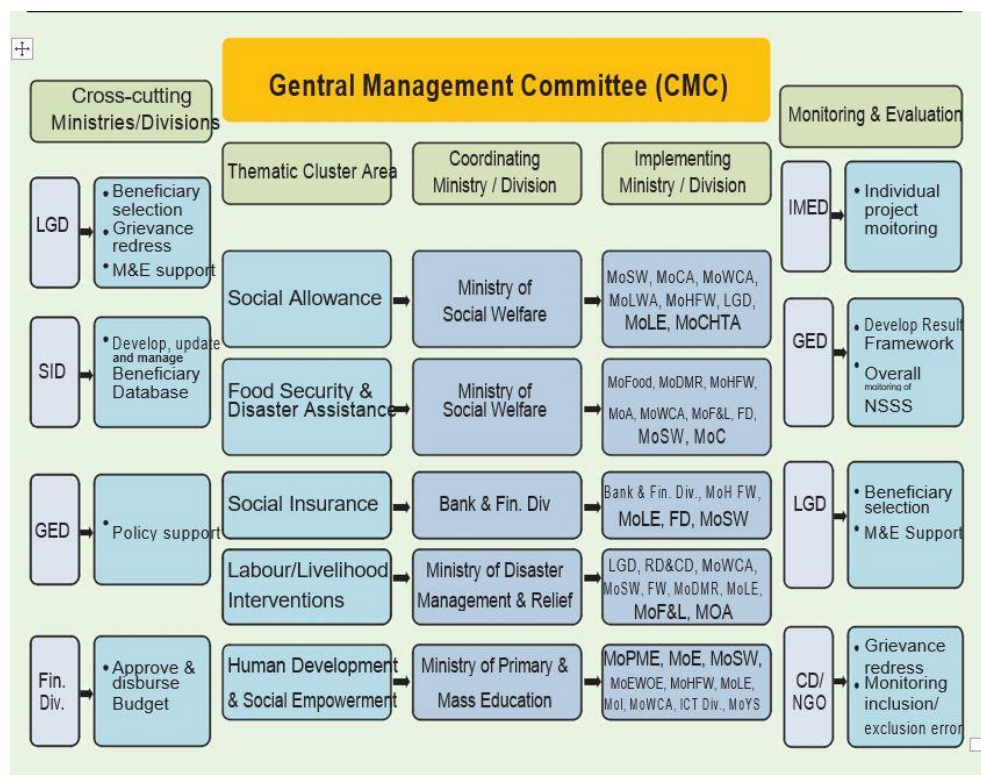 Gentral Management Committee (CMC)
Cross-cutting
Ministries/Divisions
LGD
• Beneficiary
selection
• Grievance
redress
• M&E support
SID
• Develop, update
and manage
Beneficiary
Database
GED
• Policy support
Fin.
Div.
• Approve &
disburse
Budget
Thematic Cluster Area
Coordinating
Ministry / Division
Implementing
Ministry / Division
Social Allowance
Ministry of
Social Welfare
MoSW, MoCA, MoWCA,
MoLWA, MoHFW, LGD,
MoLE, MoCHTA
Food Security &
Disaster Assistance
Ministry of
Social Welfare
MoFood, MoDMR, MoHFW,
MoA, MoWCA, MoF&L, FD,
MoSW, MoC
Social Insurance
Bank & Fin. Div
Bank & Fin. Div., MoH FW,
MoLE, FD, MoSW
Labour/Livelihood
Interventions
Ministry of Disaster
Management & Relief
LGD, RD&CD, MoWCA,
MoSW, FW, MoDMR, MoLE,
MoF&L, MOA
Human Development
& Social Empowerment
Ministry of Primary &
Mass Education
MoPME, MoE, MoSW,
MoEWOE, MoHFW, MoLE,
MoI, MoWCA, ICT Div., MoYS
Monitoring & Evaluation
IMED
• Individual
project
moitoring
GED
• Develop Result
Framework
• Overall
moitoring of
NSSS
LGD
• Beneficiary
selection
• M&E Support
CD/
NGO
• Grievance
redress
• Monitoring
inclusion/
exclusion error